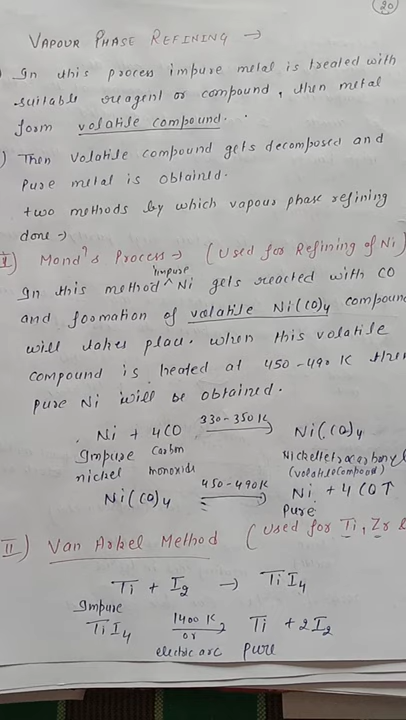 20
VAPOUR PHASE REFINING →
) In this process impure metal is treated with
suitable reagent or compound, then metal
form volatile compound.
) Then Volatile compound gets decomposed and
Pure metal is obtained.
two methods by which vapour phase refining
done →
I) Mond's Process → (Used for Refining of Ni)
In this method ^impure Ni gets reacted with CO
and formation of volatile Ni(CO)4 compound
will takes place. when this volatile
compound is heated at 450-490 K then
pure Ni will be obtained.
Ni + 4CO 330-350K → Ni(CO)4
Impure Carbon Nickeltetracarbonyl
nickel monoxide (volatile compound)
Ni(CO)4 450-490K ⇌ Ni + 4CO↑
Pure
II) Van Arkel Method (Used for Ti, Zr &
Ti + I2 → TiI4
Impure
TiI4 1400 K → Ti + 2I2
or
electric arc pure